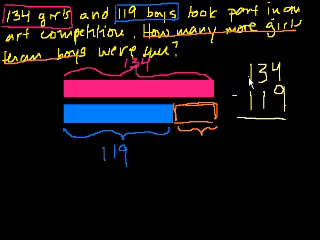 134 girls and 119 boys took part in an
art competition. How many more girls
than boys were there?
134
134
- 119
119